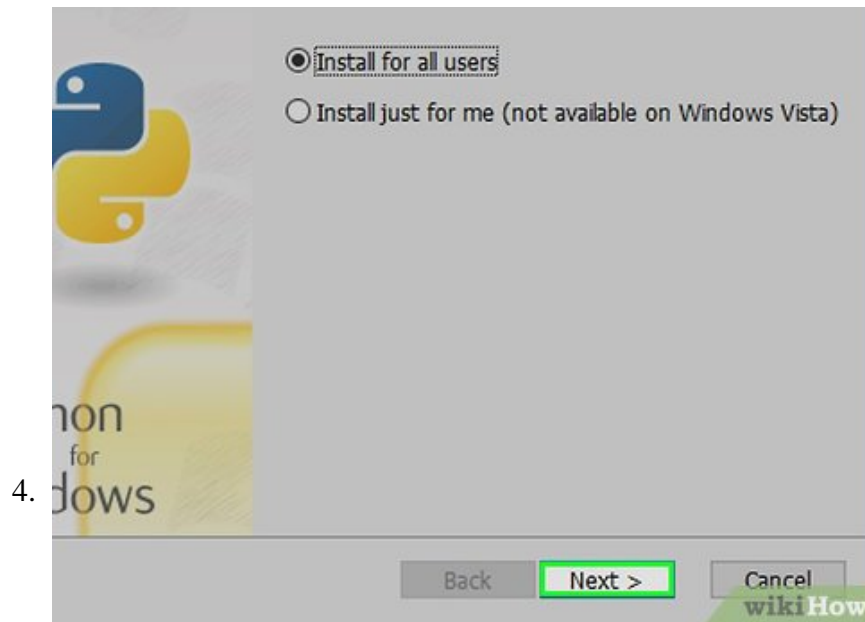 Install for all users
Install just for me (not available on Windows Vista)
hon
for
dows
4.
Back
Next >
Cancel
wikiHow